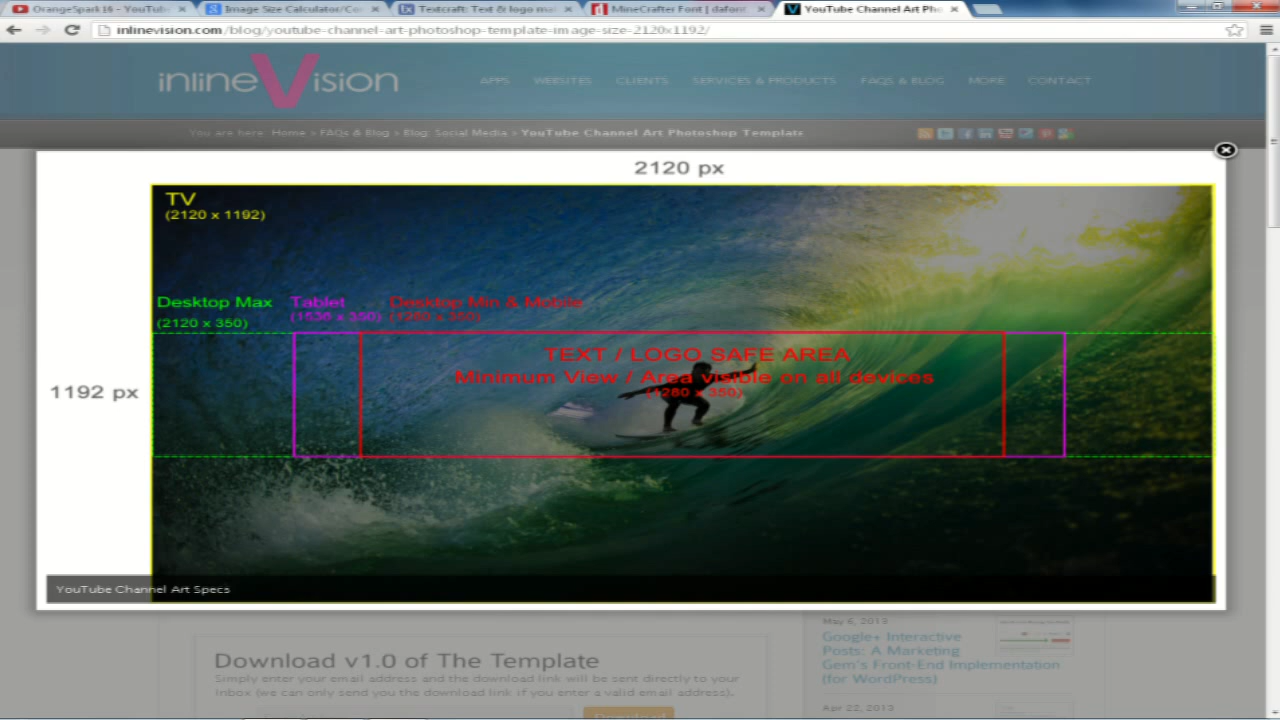 OrangeSpark16 - YouTub
Image Size Calculator/Co
Textcraft: Text & logo mai
MineCrafter Font | dafont
YouTube Channel Art Pho
inlinevision.com/blog/youtube-channel-art-photoshop-template-image-size-2120x1192/
inlineVision
APPS WEBSITES CLIENTS SERVICES & PRODUCTS FAQS & BLOG MORE CONTACT
You are here: Home > FAQs & Blog > Blog: Social Media > YouTube Channel Art Photoshop Template
2120 px
TV
(2120 x 1192)
Desktop Max
(2120 x 350)
Tablet
(1536 x 350)
Desktop Min & Mobile
(1280 x 350)
TEXT / LOGO SAFE AREA
Minimum View / Area visible on all devices
(1280 x 350)
1192 px
YouTube Channel Art Specs
Download v1.0 of The Template
Simply enter your email address and the download link will be sent directly to your
Inbox (we can only send you the download link if you enter a valid email address).
Download
May 6, 2013
Google+ Interactive
Posts: A Marketing
Gem's Front-End Implementation
(for WordPress)
Apr 22, 2013